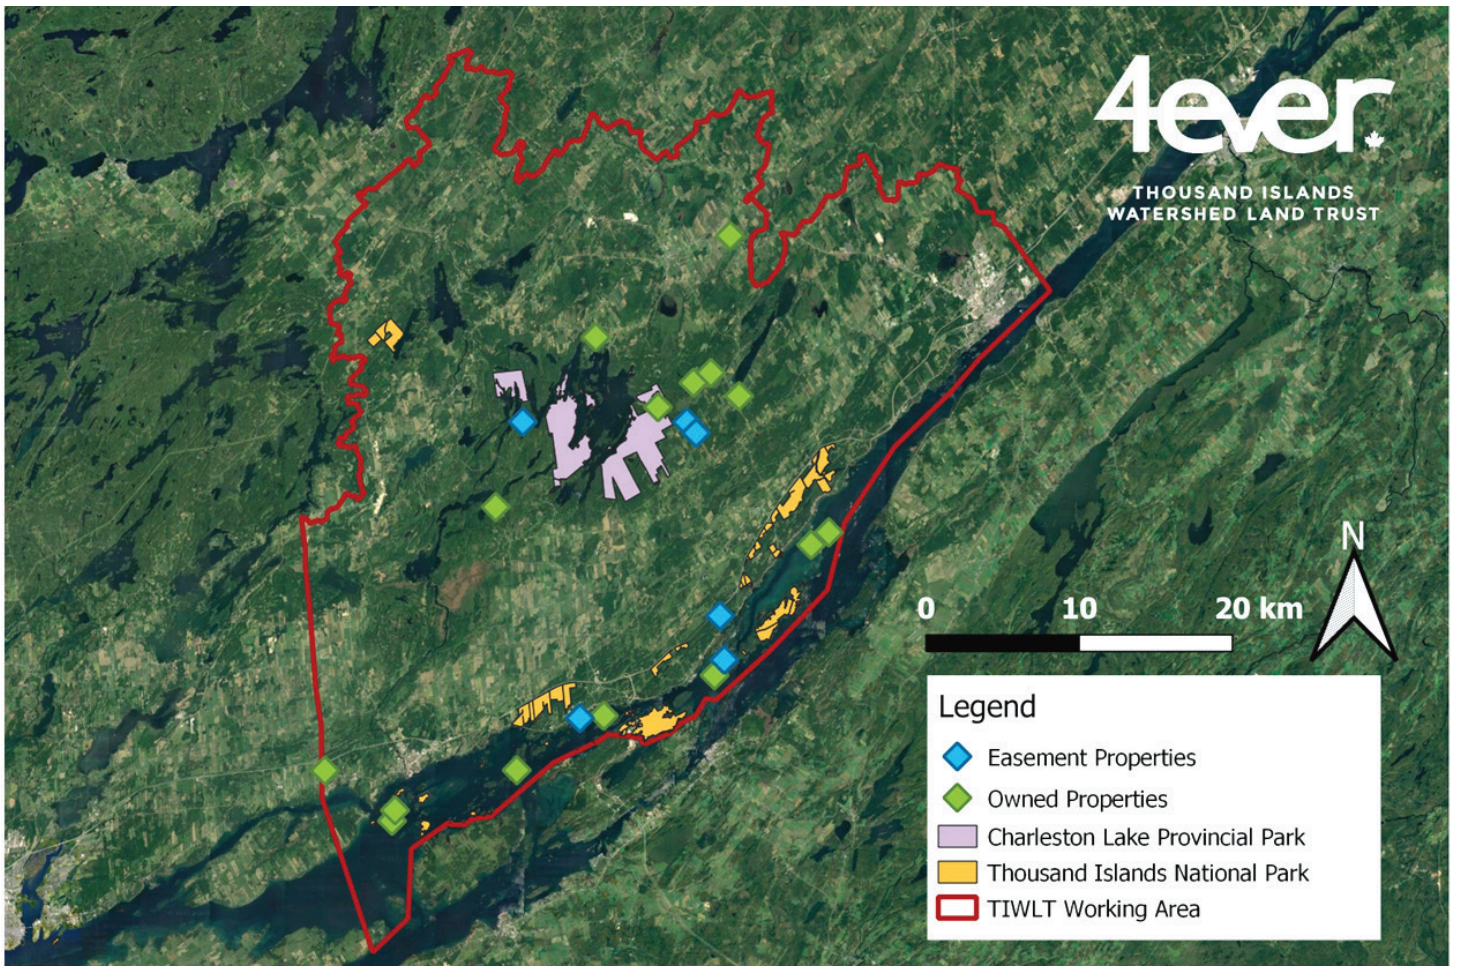 4ever
THOUSAND ISLANDS
WATERSHED LAND TRUST
N
0 10 20 km
Legend
Easement Properties
Owned Properties
Charleston Lake Provincial Park
Thousand Islands National Park
TIWLT Working Area